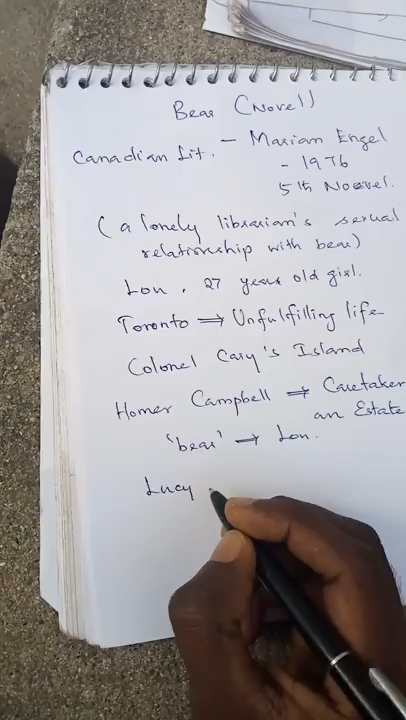 Bear (Novel)
Canadian Lit. - Marian Engel
- 1976
5th Novel.
(a lonely librarian's sexual
relationship with bear)
Lou, 27 years old girl.
Toronto ⇒ Unfulfilling life
Colonel Cary's Island
Homer Campbell ⇒ Caretaker
an Estate
'bear' → Lou.
Lucy